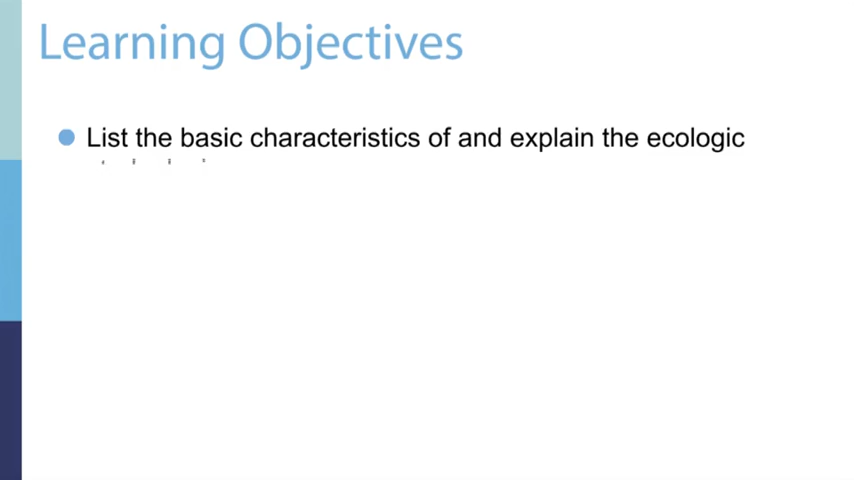 Learning Objectives
List the basic characteristics of and explain the ecologic